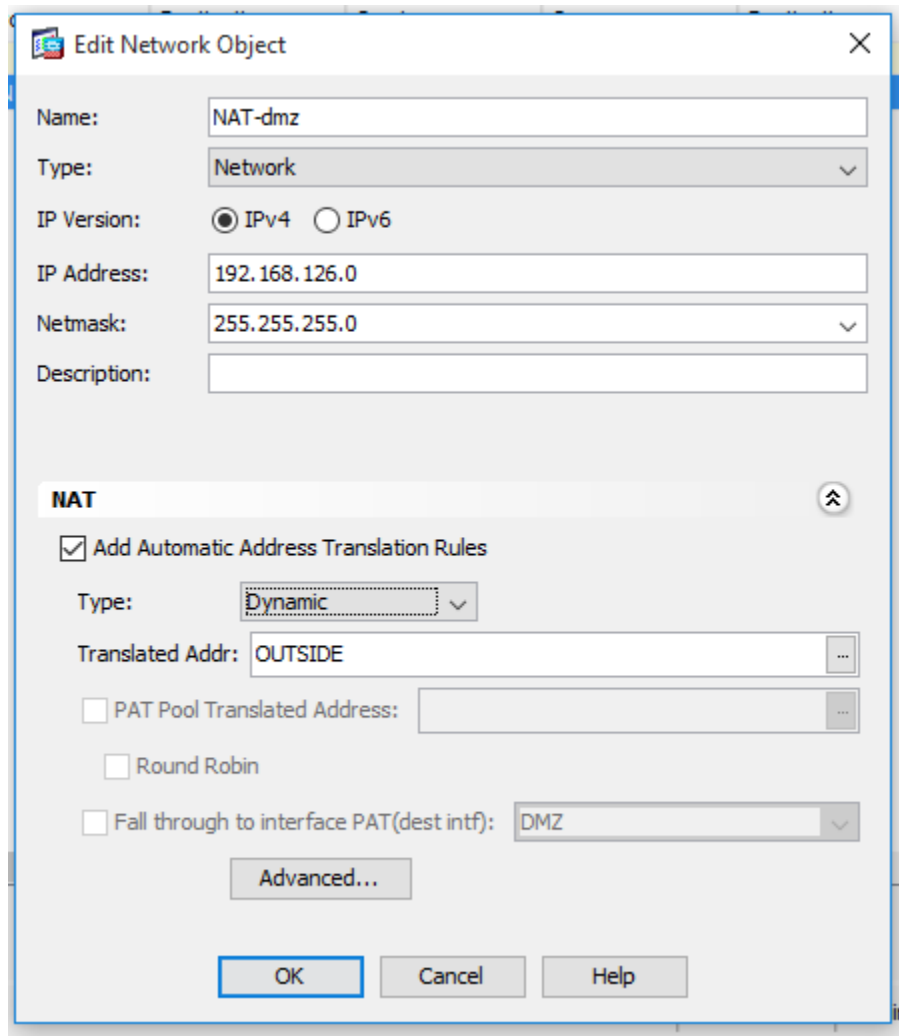 Edit Network Object
Name: NAT-dmz
Type: Network
IP Version: IPv4 IPv6
IP Address: 192.168.126.0
Netmask: 255.255.255.0
Description:
NAT
Add Automatic Address Translation Rules
Type: Dynamic
Translated Addr: OUTSIDE ...
PAT Pool Translated Address: ...
Round Robin
Fall through to interface PAT(dest intf): DMZ
Advanced...
OK Cancel Help